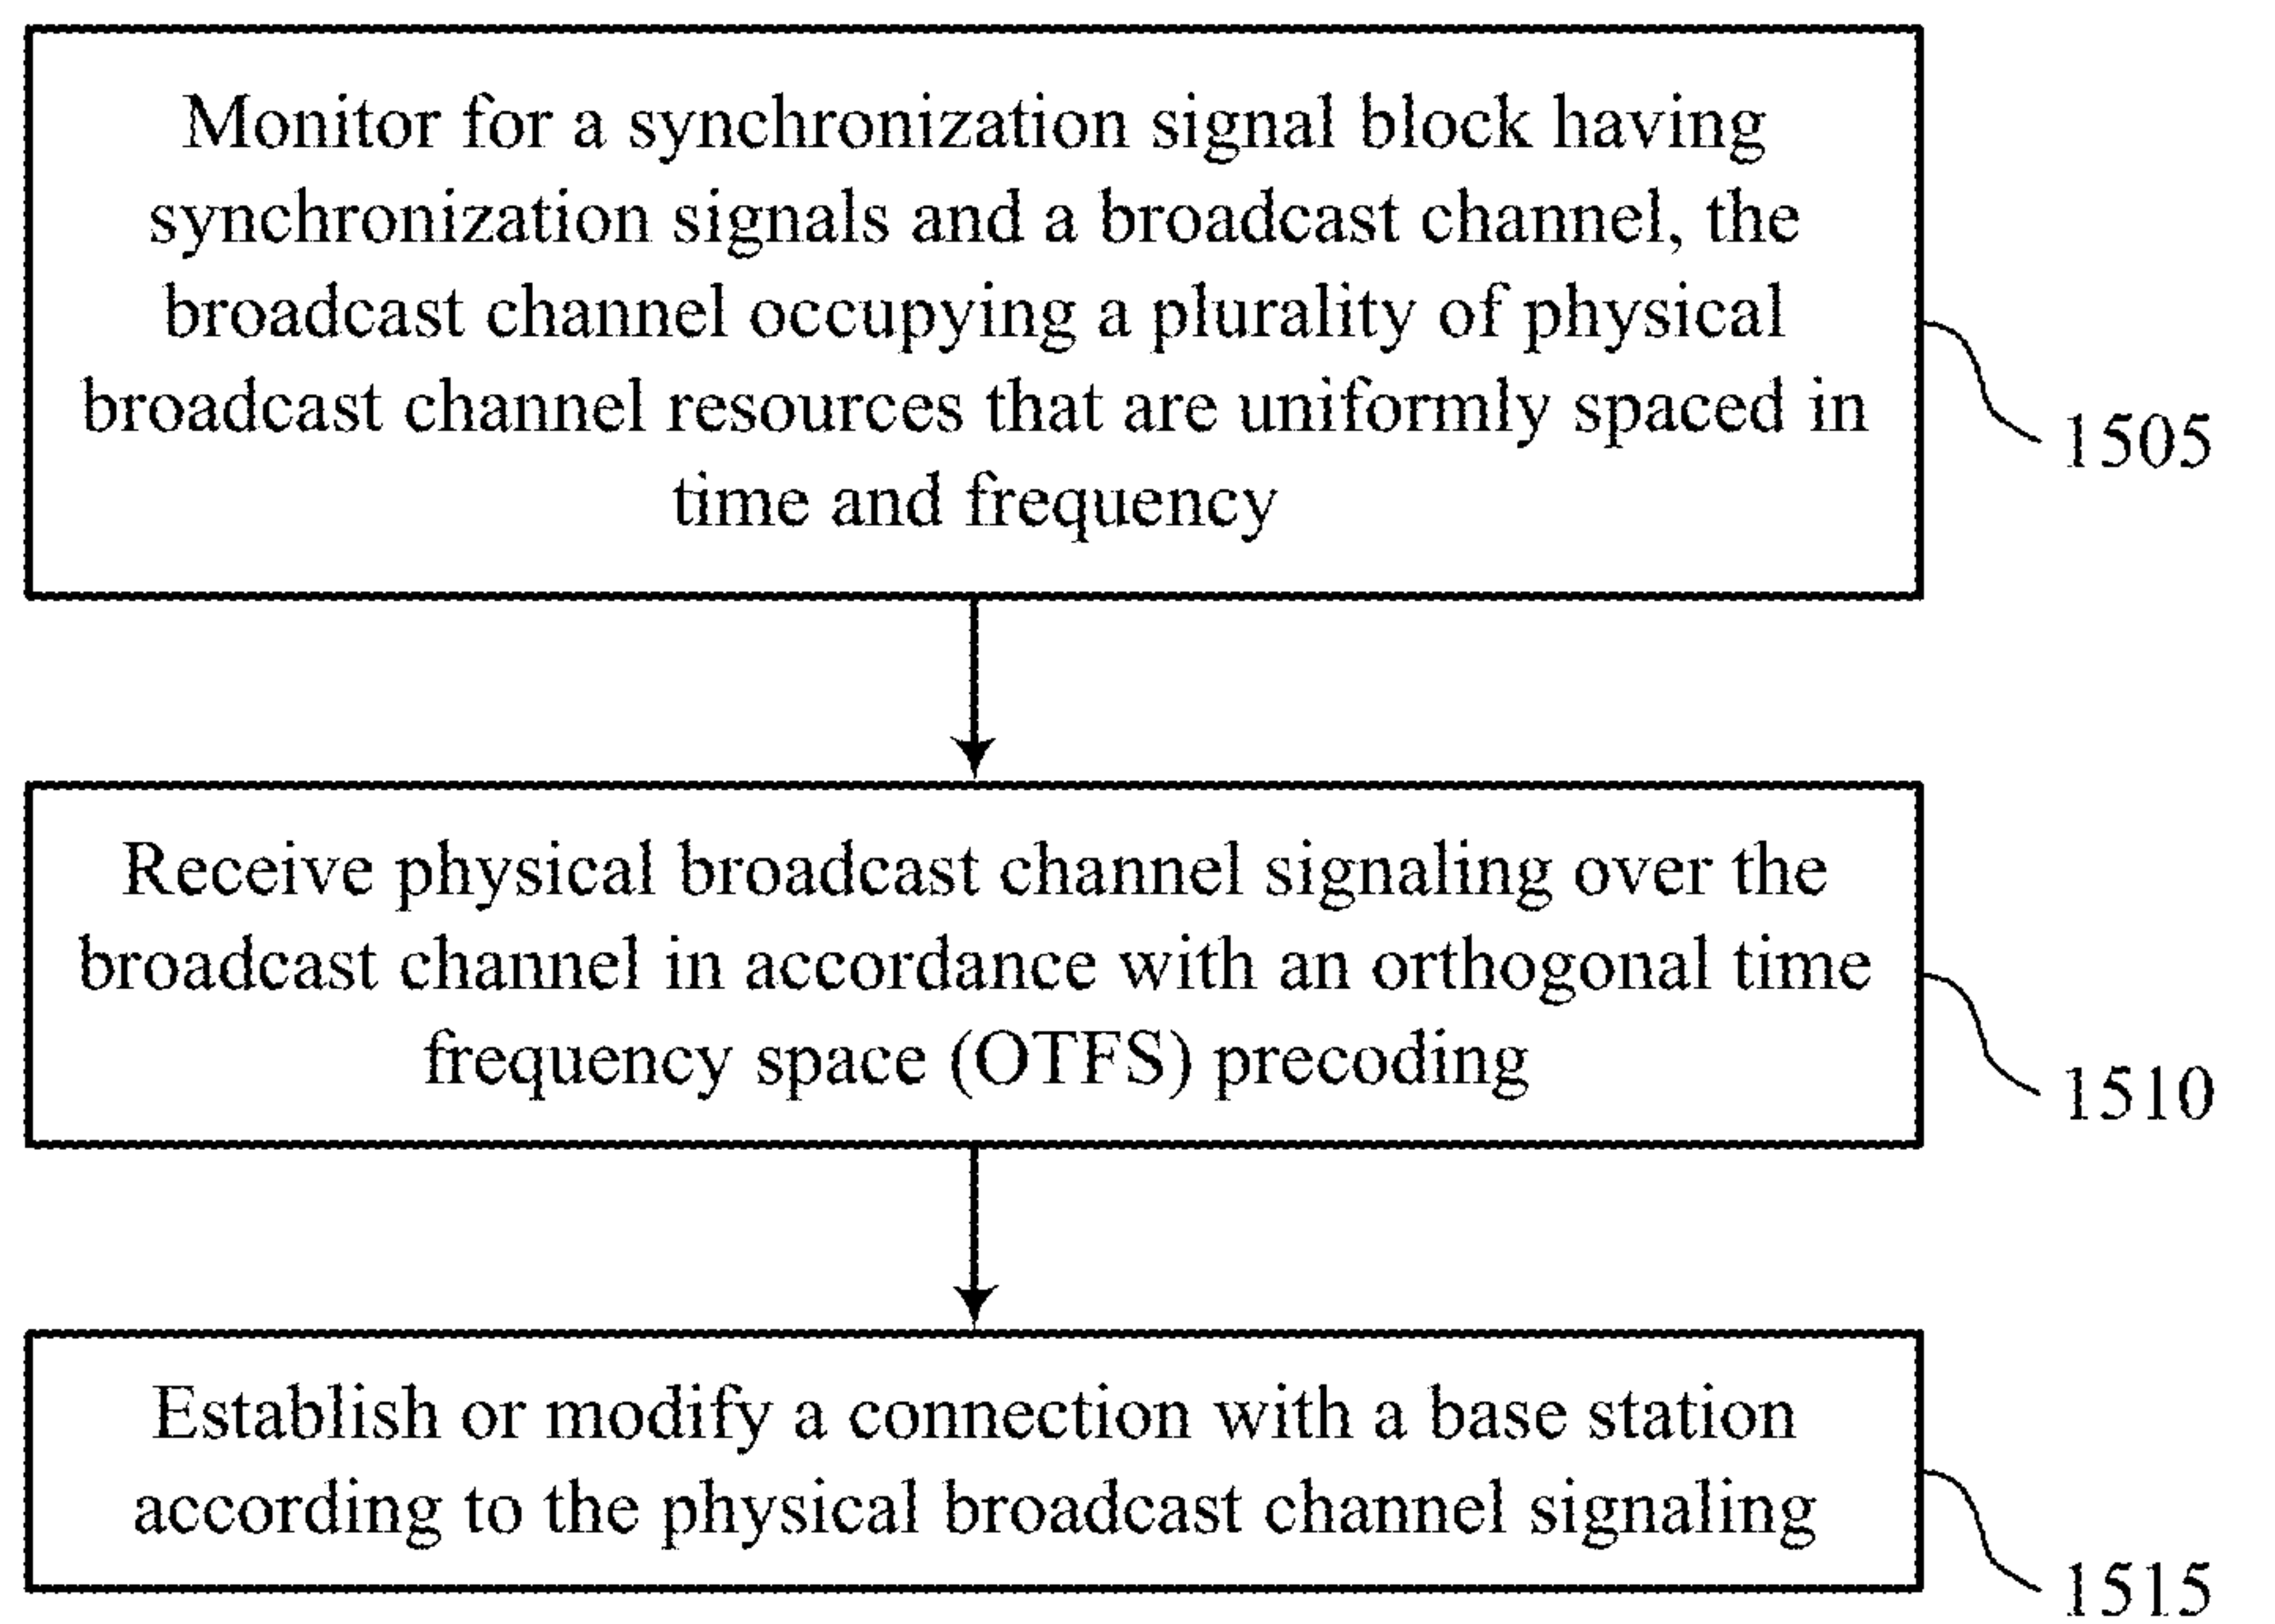 Monitor for a synchronization signal block having
synchronization signals and a broadcast channel, the
broadcast channel occupying a plurality of physical
broadcast channel resources that are uniformly spaced in
time and frequency
1505
Receive physical broadcast channel signaling over the
broadcast channel in accordance with an orthogonal time
frequency space (OTFS) precoding
1510
Establish or modify a connection with a base station
according to the physical broadcast channel signaling
1515